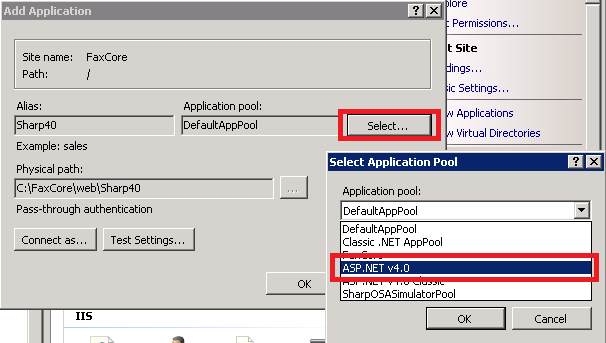 Add Application
Site name: FaxCore
Path: /
Alias:
Application pool:
Sharp40
DefaultAppPool
Select...
Example: sales
Physical path:
C:\FaxCore\web\Sharp40
...
Pass-through authentication
Connect as...
Test Settings...
OK
plore
Permissions...
t Site
dings...
ic Settings...
w Applications
w Virtual Directories
Select Application Pool
Application pool:
DefaultAppPool
DefaultAppPool
Classic .NET AppPool
FaxCore
ASP.NET v4.0
ASP.NET v4.0 Classic
SharpOSASimulatorPool
OK
Cancel
IIS